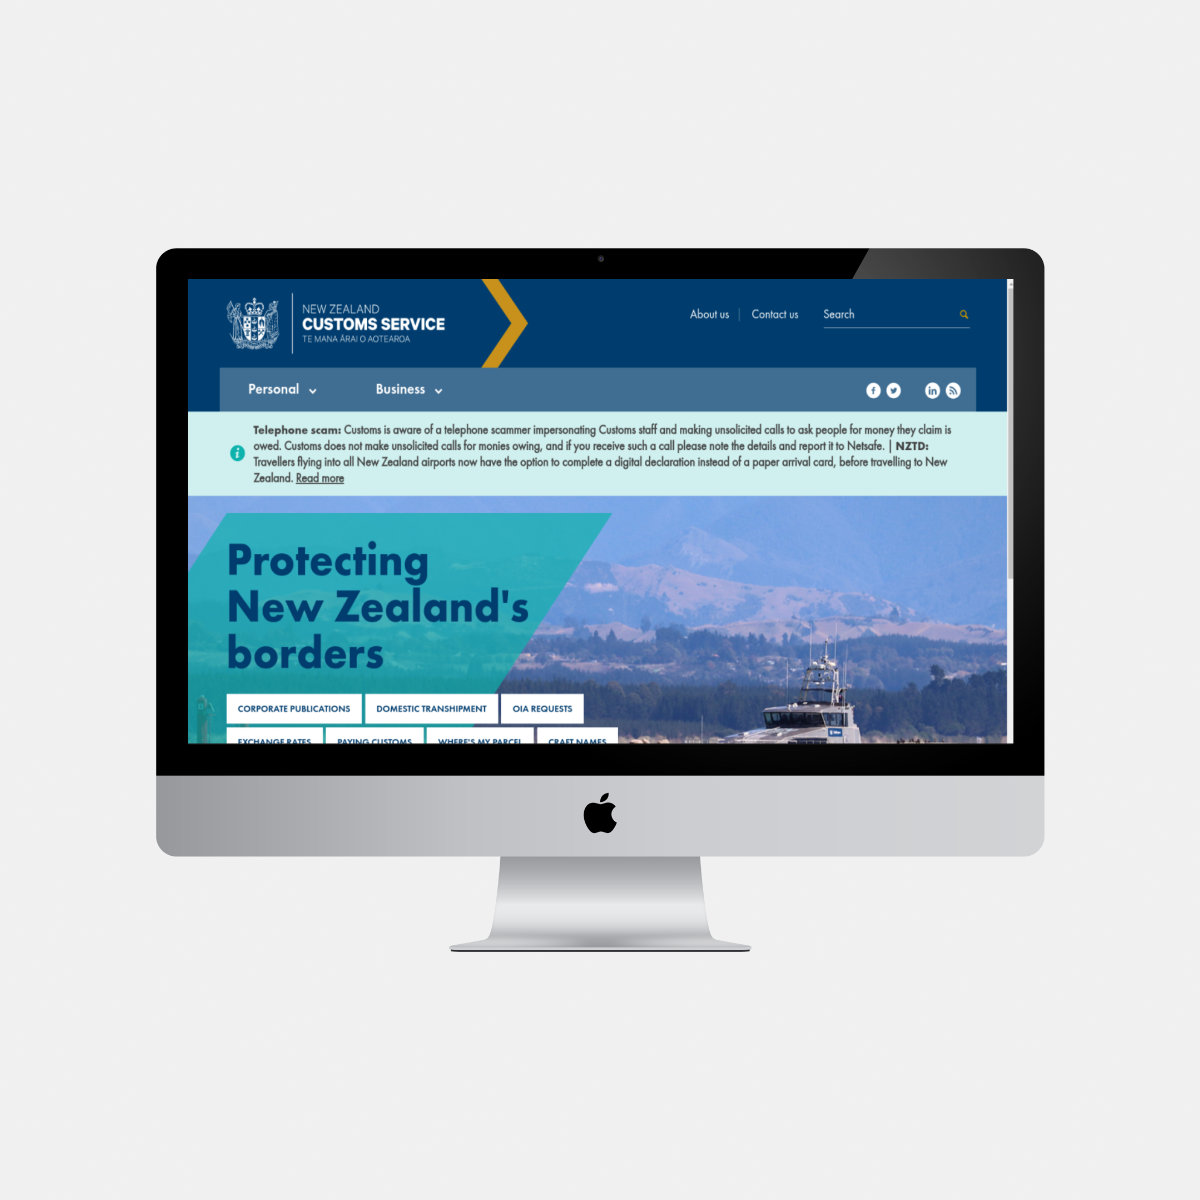 NEW ZEALAND
CUSTOMS SERVICE
TE MANA ĀRAI O AOTEAROA
About us
Contact us
Search
Personal
Business
Telephone scam: Customs is aware of a telephone scammer impersonating Customs staff and making unsolicited calls to ask people for money they claim is
owed. Customs does not make unsolicited calls for monies owing, and if you receive such a call please note the details and report it to Netsafe. | NZTD:
Travellers flying into all New Zealand airports now have the option to complete a digital declaration instead of a paper arrival card, before travelling to New
Zealand. Read more
Protecting
New Zealand's
borders
CORPORATE PUBLICATIONS
DOMESTIC TRANSHIPMENT
OIA REQUESTS
EXCHANGE RATES
PAYING CUSTOMS
WHERE'S MY PARCEL
CRAFT NAMES